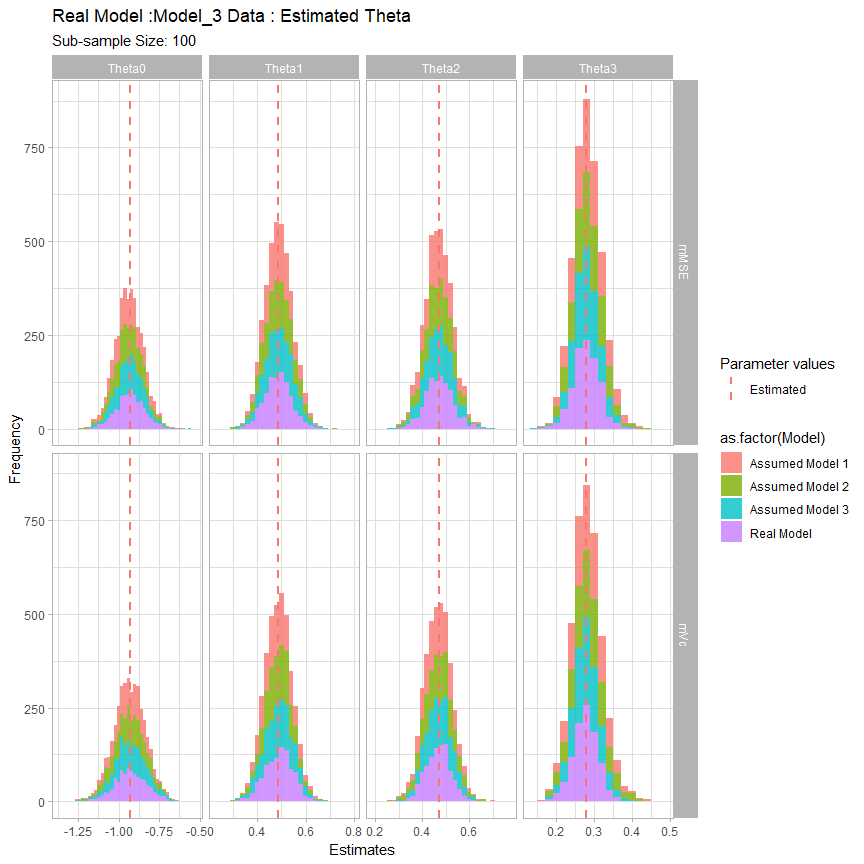 Real Model :Model_3 Data : Estimated Theta
Sub-sample Size: 100
Theta0 Theta1 Theta2 Theta3
750
500
250
0
mMSE
750
500
250
0
mVc
Frequency
-1.25 -1.00 -0.75 -0.50 0.4 0.6 0.8 0.2 0.4 0.6 0.2 0.3 0.4 0.5
Estimates
Parameter values
Estimated
as.factor(Model)
Assumed Model 1
Assumed Model 2
Assumed Model 3
Real Model